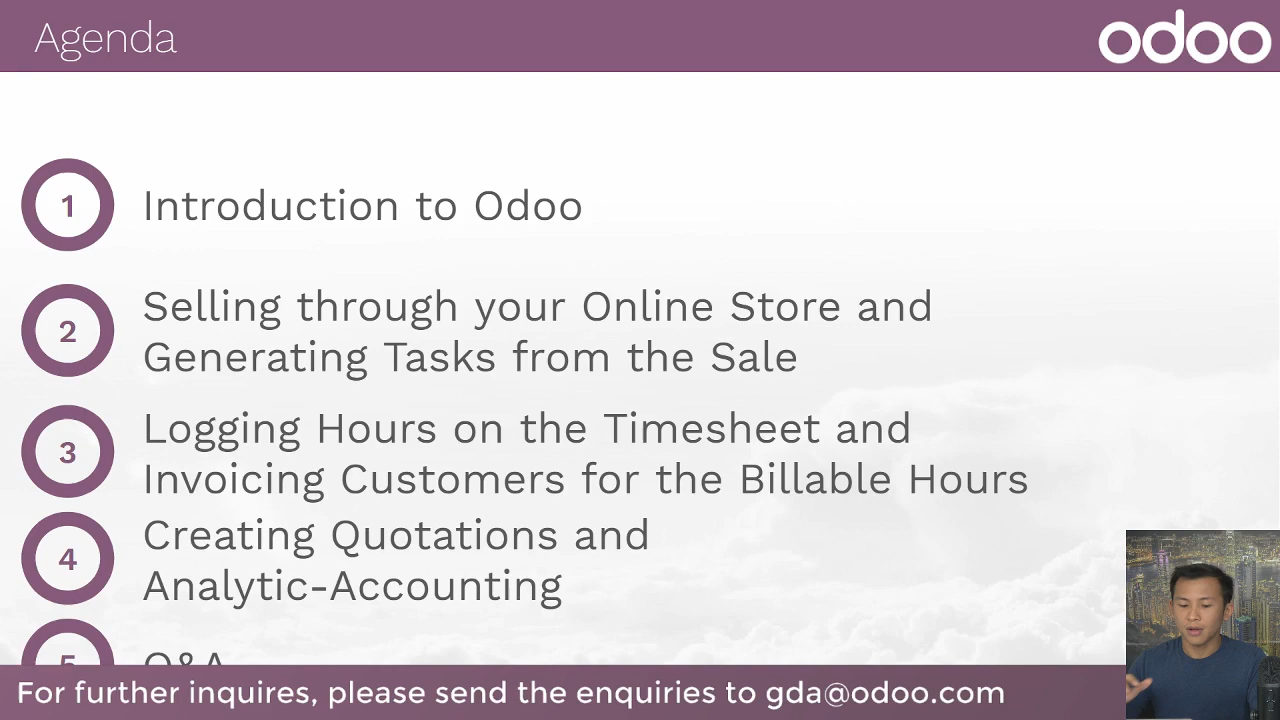 Agenda
odoo
1
Introduction to Odoo
2
Selling through your Online Store and
Generating Tasks from the Sale
3
Logging Hours on the Timesheet and
Invoicing Customers for the Billable Hours
4
Creating Quotations and
Analytic-Accounting
5
Q&A
For further inquires, please send the enquiries to gda@odoo.com